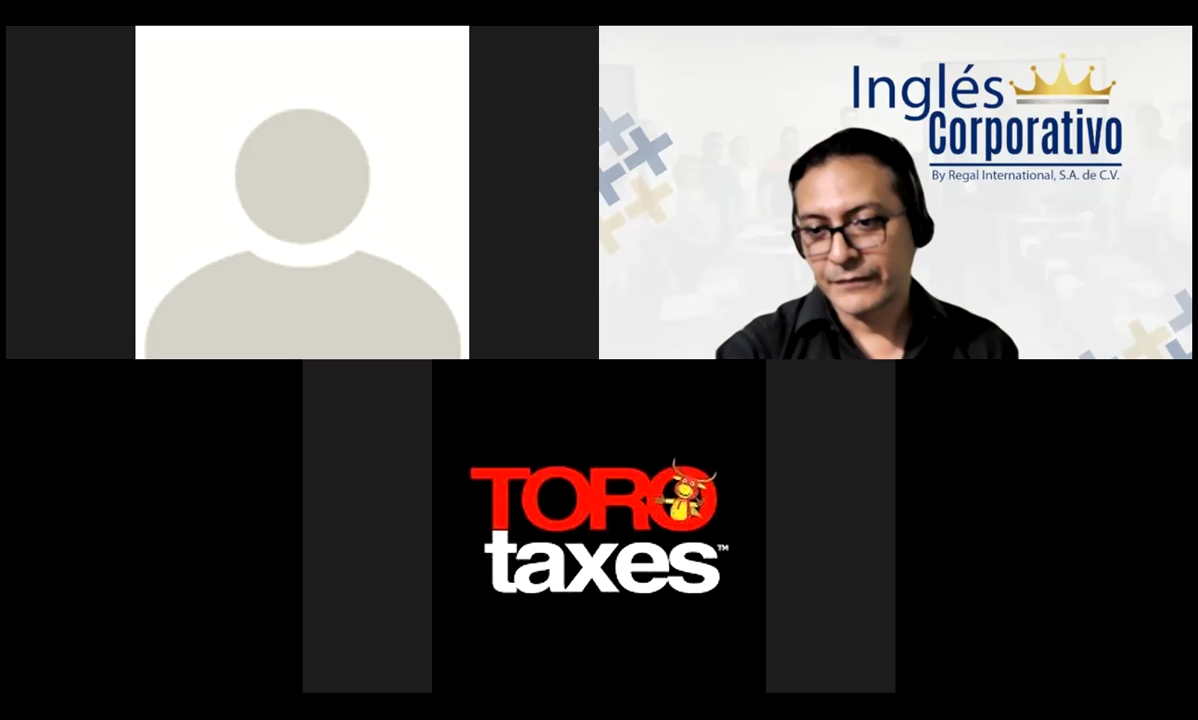 Inglés
Corporativo
By Regal International, S.A. de C.V.
TORO
taxes™